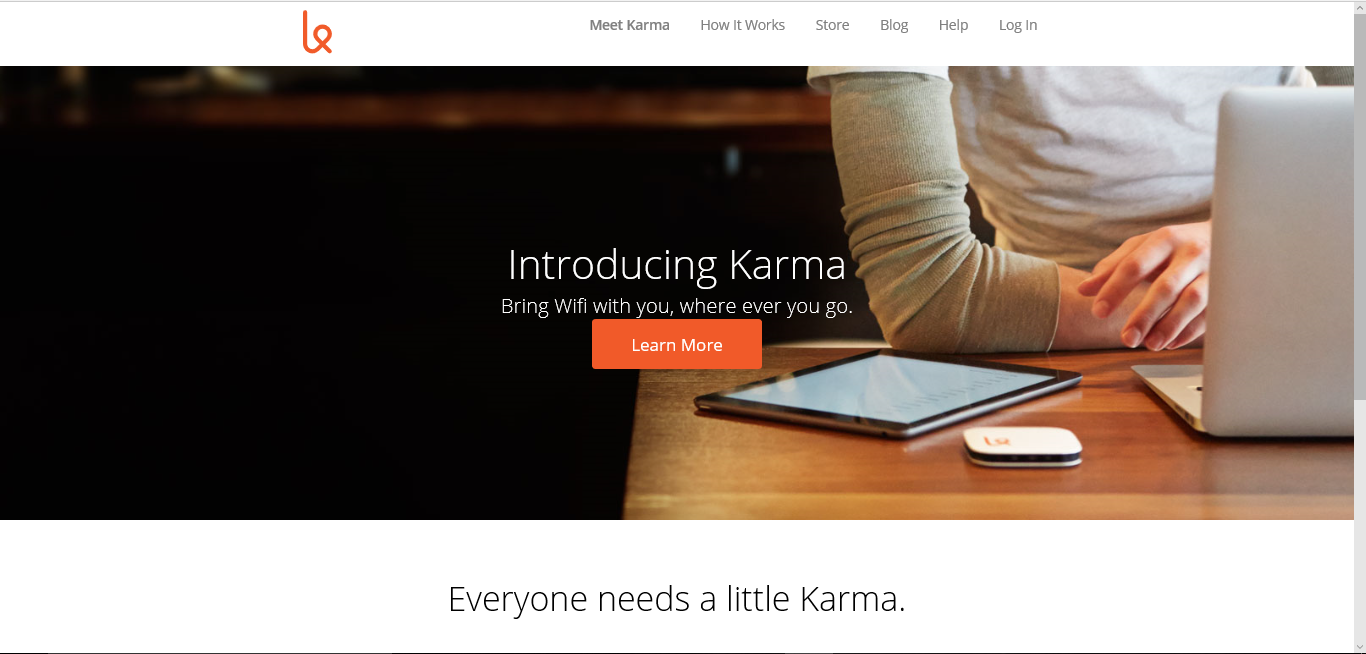 Meet Karma How It Works Store Blog Help Log In
Introducing Karma
Bring Wifi with you, where ever you go.
Learn More
Everyone needs a little Karma.